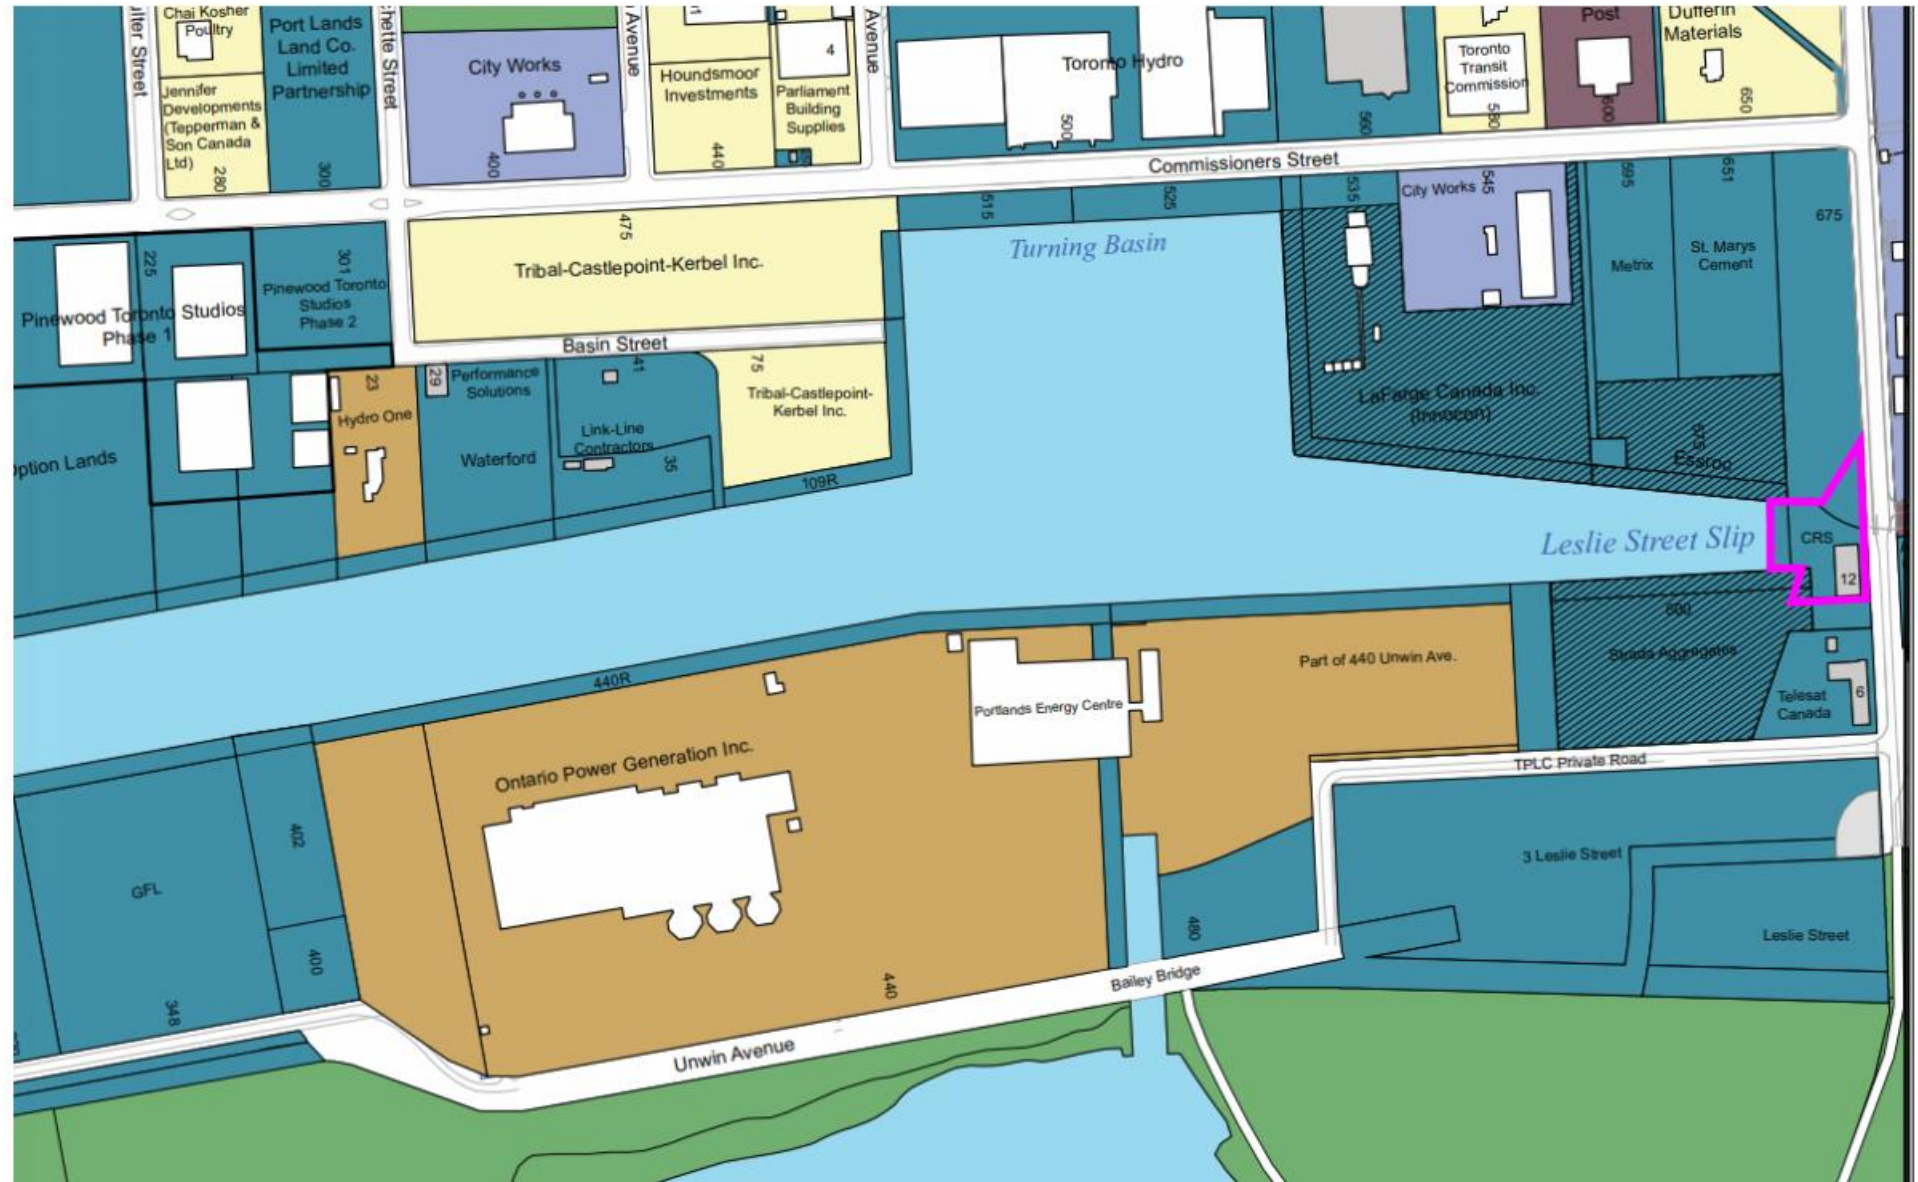 Chai Kosher
Poultry
Port Lands
Land Co.
Limited
Partnership
Jennifer
Developments
(Tepperman &
Son Canada
Ltd)
280
300
City Works
400
Avenue
Houndsmoor
Investments
440
4
Parliament
Building
Supplies
Avenue
Toronto Hydro
500
560
Toronto
Transit
Commission
580
Post
600
Dufferin
Materials
650
Commissioners Street
475
Tribal-Castlepoint-Kerbel Inc.
515
525
535
City Works
545
595
651
675
Turning Basin
Metrix
St. Marys
Cement
225
Pinewood Toronto Studios
Phase 1
301
Pinewood Toronto
Studios
Phase 2
Basin Street
23
Hydro One
29
Performance
Solutions
Waterford
41
Link-Line
Contractors
35
75
Tribal-Castlepoint-
Kerbel Inc.
109R
LaFarge Canada Inc.
(Innocon)
575
Essroc
Option Lands
Leslie Street Slip
CRS
12
600
Strada Aggregates
Telesat
Canada
6
440R
Part of 440 Unwin Ave.
Portlands Energy Centre
Ontario Power Generation Inc.
TPLC Private Road
402
GFL
400
348
440
480
3 Leslie Street
Leslie Street
Bailey Bridge
Unwin Avenue